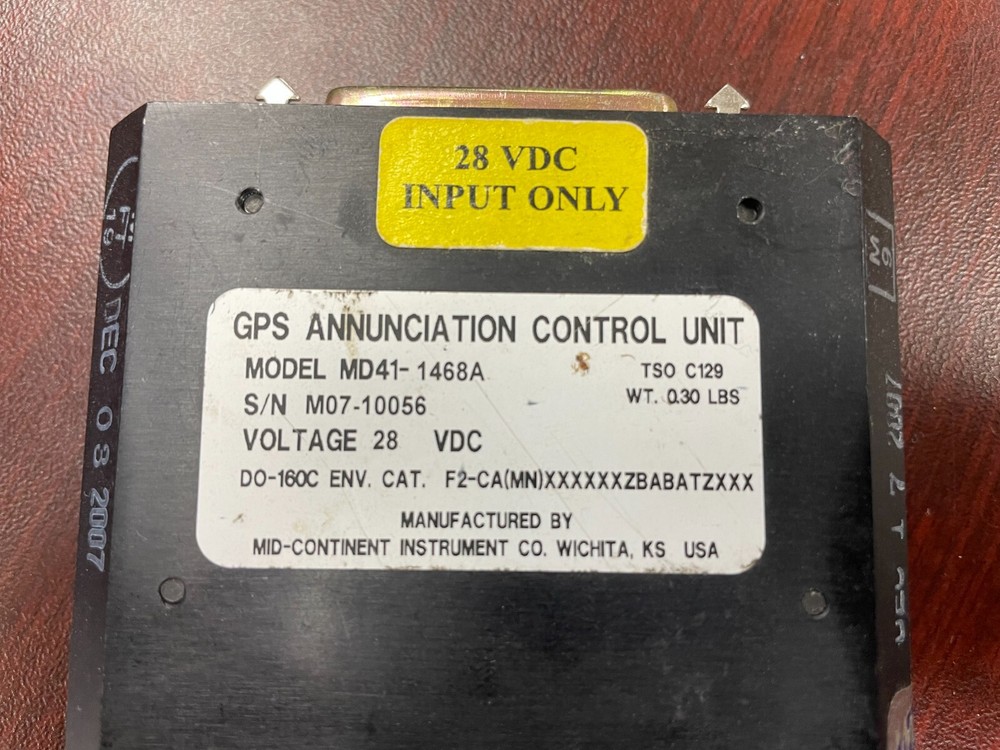 28 VDC
INPUT ONLY
GPS ANNUNCIATION CONTROL UNIT
MODEL MD41-1468A
TSO C129
WT. 0.30 LBS
S/N M07-10056
VOLTAGE 28 VDC
DO-160C ENV. CAT. F2-CA(MN)XXXXXXZBABATZXXX
MANUFACTURED BY
MID-CONTINENT INSTRUMENT CO. WICHITA, KS USA
FT
19
DEC 08 2007